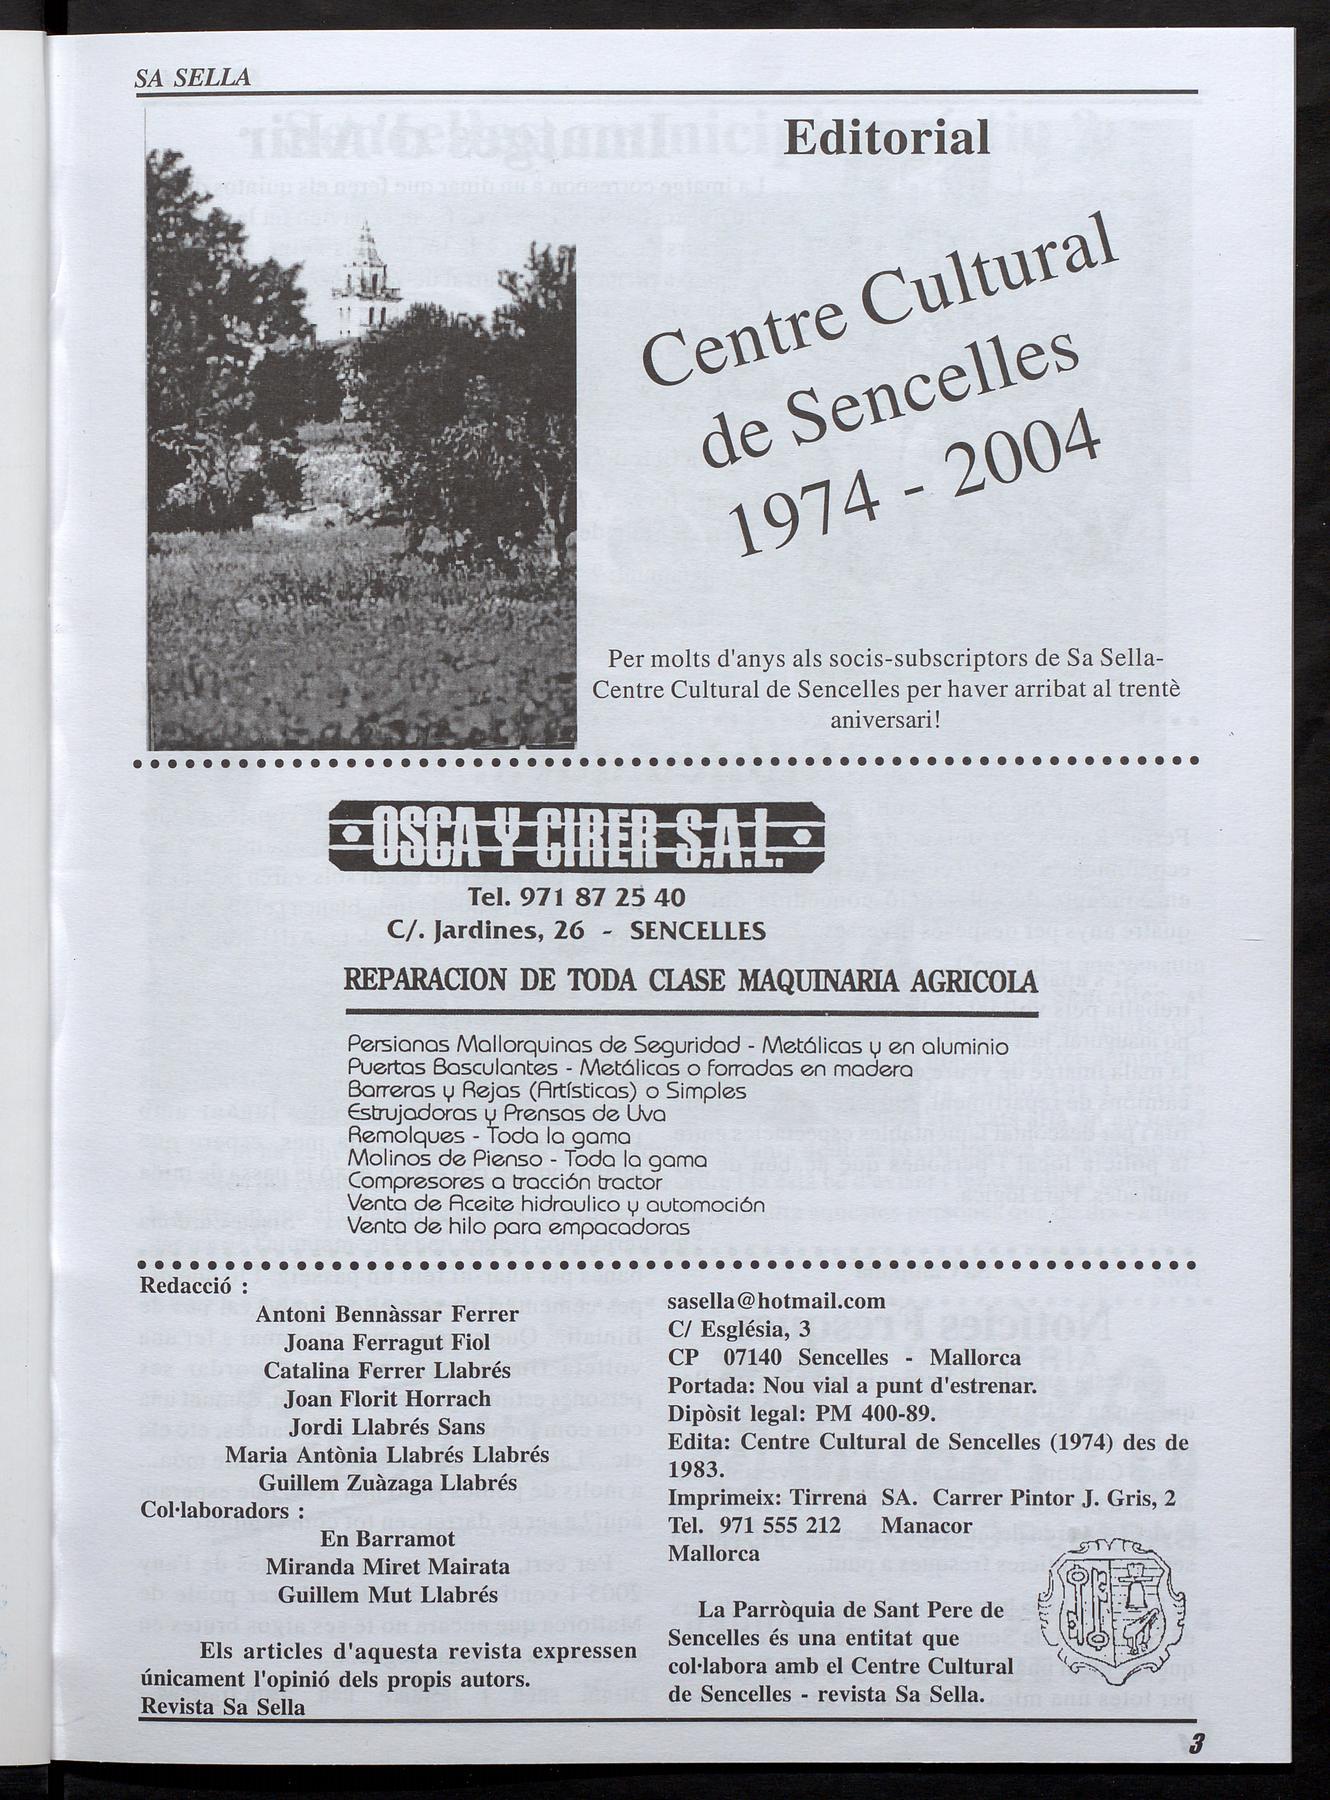 SA SELLA
Editorial
Centre Cultural
de Sencelles
1974 - 2004
Per molts d'anys als socis-subscriptors de Sa Sella-
Centre Cultural de Sencelles per haver arribat al trentè
aniversari!
OSCA Y CIRER S.A.L.
Tel. 971 87 25 40
C/. Jardines, 26 - SENCELLES
REPARACION DE TODA CLASE MAQUINARIA AGRICOLA
Persianas Mallorquinas de Seguridad - Metálicas y en aluminio
Puertas Basculantes - Metálicas o forradas en madera
Barreras y Rejas (Artísticas) o Simples
Estrujadoras y Prensas de Uva
Remolques - Toda la gama
Molinos de Pienso - Toda la gama
Compresores a tracción tractor
Venta de Aceite hidraulico y automoción
Venta de hilo para empacadoras
Redacció :
Antoni Bennàssar Ferrer
Joana Ferragut Fiol
Catalina Ferrer Llabrés
Joan Florit Horrach
Jordi Llabrés Sans
Maria Antònia Llabrés Llabrés
Guillem Zuàzaga Llabrés
Col·laboradors :
En Barramot
Miranda Miret Mairata
Guillem Mut Llabrés
Els articles d'aquesta revista expressen
únicament l'opinió dels propis autors.
Revista Sa Sella
sasella@hotmail.com
C/ Església, 3
CP 07140 Sencelles - Mallorca
Portada: Nou vial a punt d'estrenar.
Dipòsit legal: PM 400-89.
Edita: Centre Cultural de Sencelles (1974) des de
1983.
Imprimeix: Tirrena SA. Carrer Pintor J. Gris, 2
Tel. 971 555 212 Manacor
Mallorca
La Parròquia de Sant Pere de
Sencelles és una entitat que
col·labora amb el Centre Cultural
de Sencelles - revista Sa Sella.
3